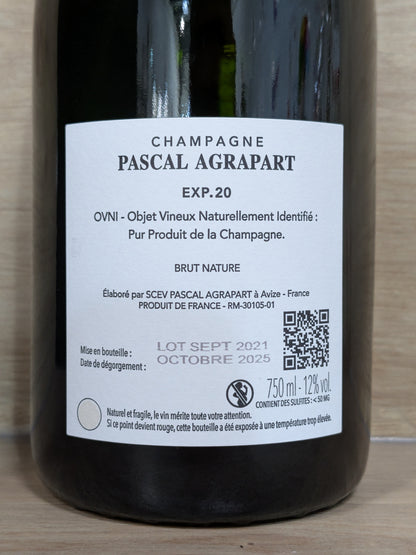 CHAMPAGNE
PASCAL AGRAPART
EXP.20
OVNI - Objet Vineux Naturellement Identifié :
Pur Produit de la Champagne.
BRUT NATURE
Élaboré par SCEV PASCAL AGRAPART à Avize - France
PRODUIT DE FRANCE - RM-30105-01
Mise en bouteille : LOT SEPT 2021
Date de dégorgement : OCTOBRE 2025
750 ml - 12% vol.
CONTIENT DES SULFITES : < 50 MG
Naturel et fragile, le vin mérite toute votre attention.
Si ce point devient rouge, cette bouteille a été exposée à une température trop élevée.